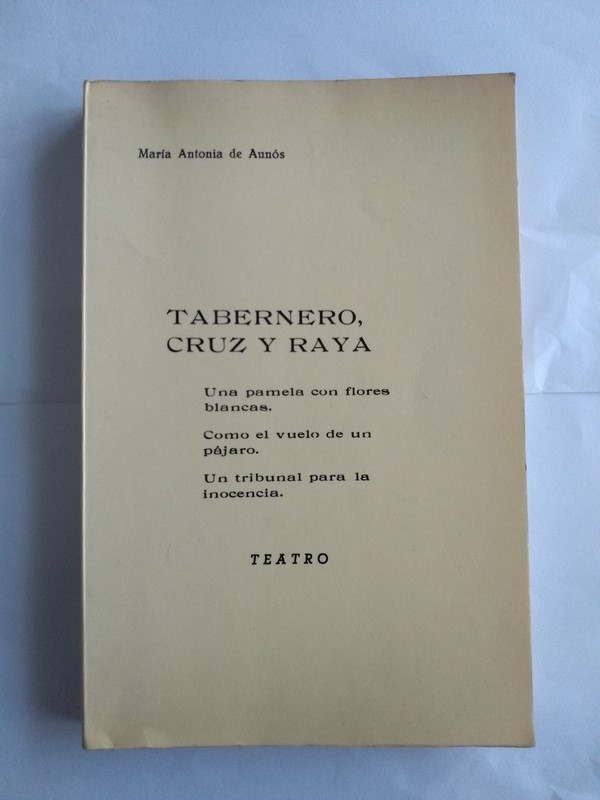 María Antonia de Aunós
TABERNERO,
CRUZ Y RAYA
Una pamela con flores
blancas.
Como el vuelo de un
pájaro.
Un tribunal para la
inocencia.
TEATRO